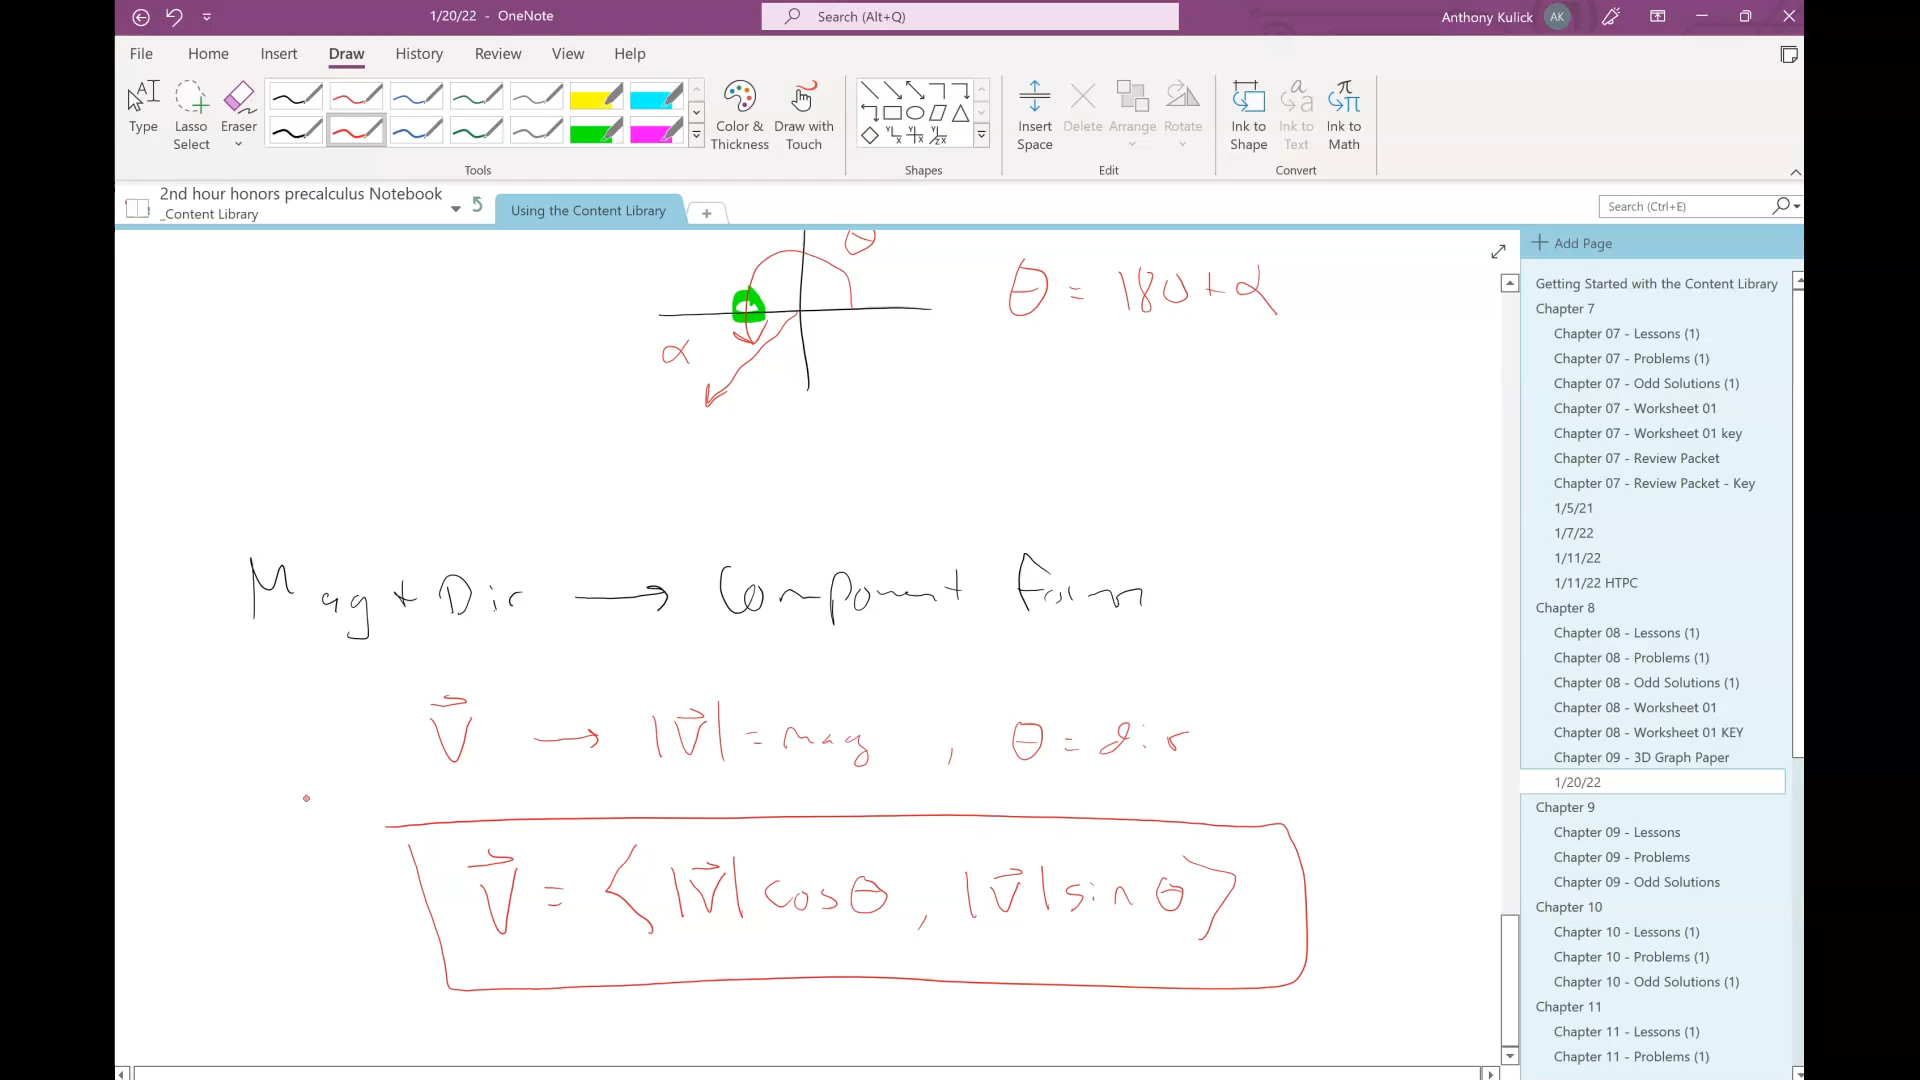 1/20/22 - OneNote
Search (Alt+Q)
Anthony Kulick
AK
File Home Insert Draw History Review View Help
Type
Lasso Select
Eraser
Color & Thickness
Draw with Touch
Insert Space
Delete
Arrange
Rotate
Ink to Shape
Ink to Text
Ink to Math
Tools
Shapes
Edit
Convert
2nd hour honors precalculus Notebook
_Content Library
Using the Content Library
Search (Ctrl+E)
Add Page
Getting Started with the Content Library
Chapter 7
Chapter 07 - Lessons (1)
Chapter 07 - Problems (1)
Chapter 07 - Odd Solutions (1)
Chapter 07 - Worksheet 01
Chapter 07 - Worksheet 01 key
Chapter 07 - Review Packet
Chapter 07 - Review Packet - Key
1/5/21
1/7/22
1/11/22
1/11/22 HTPC
Chapter 8
Chapter 08 - Lessons (1)
Chapter 08 - Problems (1)
Chapter 08 - Odd Solutions (1)
Chapter 08 - Worksheet 01
Chapter 08 - Worksheet 01 KEY
Chapter 09 - 3D Graph Paper
1/20/22
Chapter 9
Chapter 09 - Lessons
Chapter 09 - Problems
Chapter 09 - Odd Solutions
Chapter 10
Chapter 10 - Lessons (1)
Chapter 10 - Problems (1)
Chapter 10 - Odd Solutions (1)
Chapter 11
Chapter 11 - Lessons (1)
Chapter 11 - Problems (1)
θ
θ = 180 + α
α
Mag + Dir → Component Form
v⃗ → |v⃗| = mag , θ = dir
v⃗ = ⟨|v⃗| cos θ, |v⃗| sin θ⟩